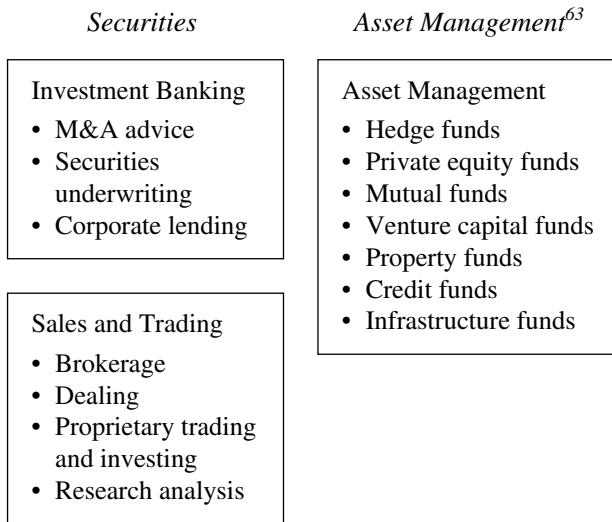 Securities
Investment Banking
• M&A advice
• Securities
underwriting
• Corporate lending
Sales and Trading
• Brokerage
• Dealing
• Proprietary trading
and investing
• Research analysis
Asset Management63
Asset Management
• Hedge funds
• Private equity funds
• Mutual funds
• Venture capital funds
• Property funds
• Credit funds
• Infrastructure funds